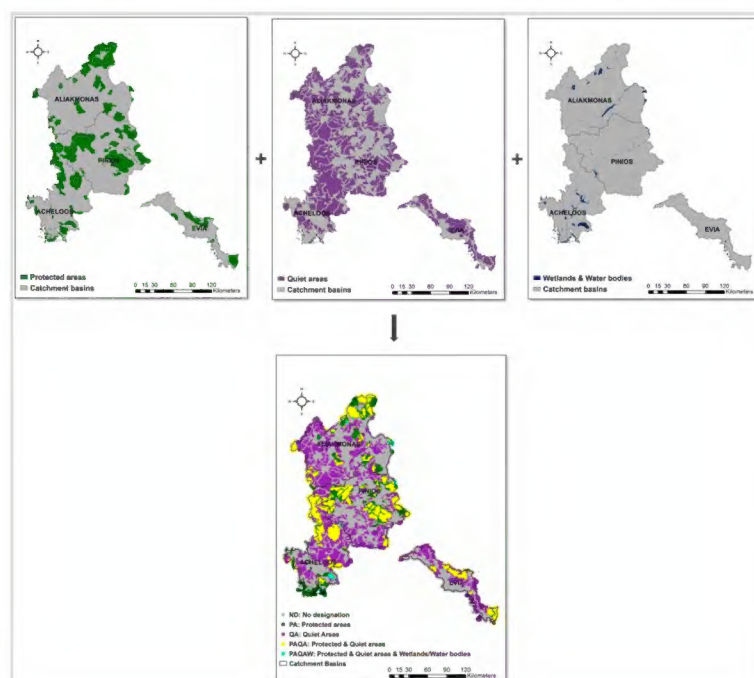 N
W
E
S
ALIAKMONAS
PINIOS
ACHELOOS
EVIA
Protected areas
Catchment basins
0 15 30 60 90 120
Kilometers
+
N
W
E
S
ALIAKMONAS
PINIOS
ACHELOOS
EVIA
Quiet areas
Catchment basins
0 15 30 60 90 120
Kilometers
+
N
W
E
S
ALIAKMONAS
PINIOS
ACHELOOS
EVIA
Wetlands & Water bodies
Catchment basins
0 15 30 60 90 120
Kilometers
N
W
E
S
ALIAKMONAS
PINIOS
ACHELOOS
EVIA
ND: No designation
PA: Protected areas
QA: Quiet Areas
PAQA: Protected & Quiet areas
PAQAW: Protected & Quiet areas & Wetlands/Water bodies
Catchment Basins
0 15 30 60 90 120
Kilometers